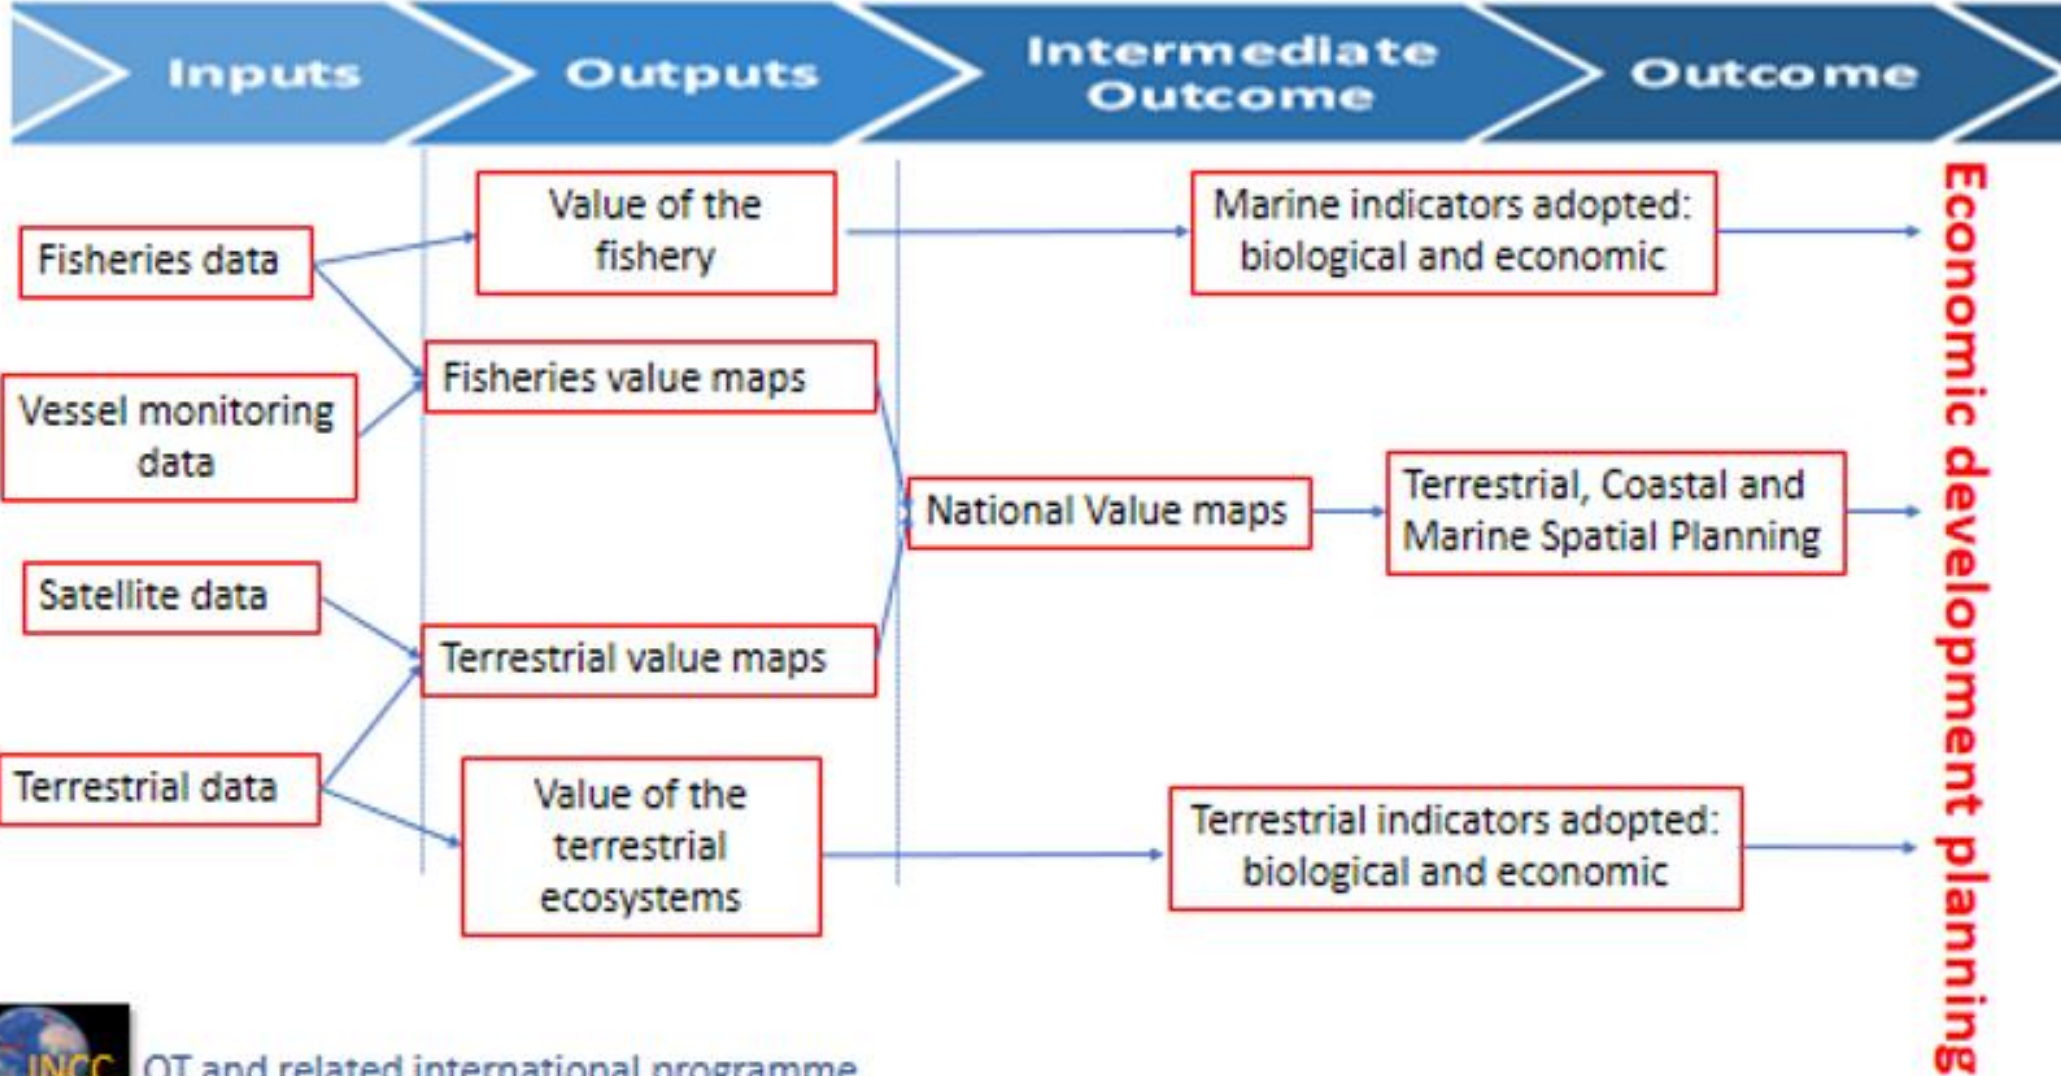 Inputs
Outputs
Intermediate
Outcome
Outcome
Value of the
fishery
Marine indicators adopted:
biological and economic
Fisheries data
Fisheries value maps
Vessel monitoring
data
National Value maps
Terrestrial, Coastal and
Marine Spatial Planning
Satellite data
Terrestrial value maps
Terrestrial data
Value of the
terrestrial
ecosystems
Terrestrial indicators adopted:
biological and economic
Economic development planning
JNCC
OT and related international programme